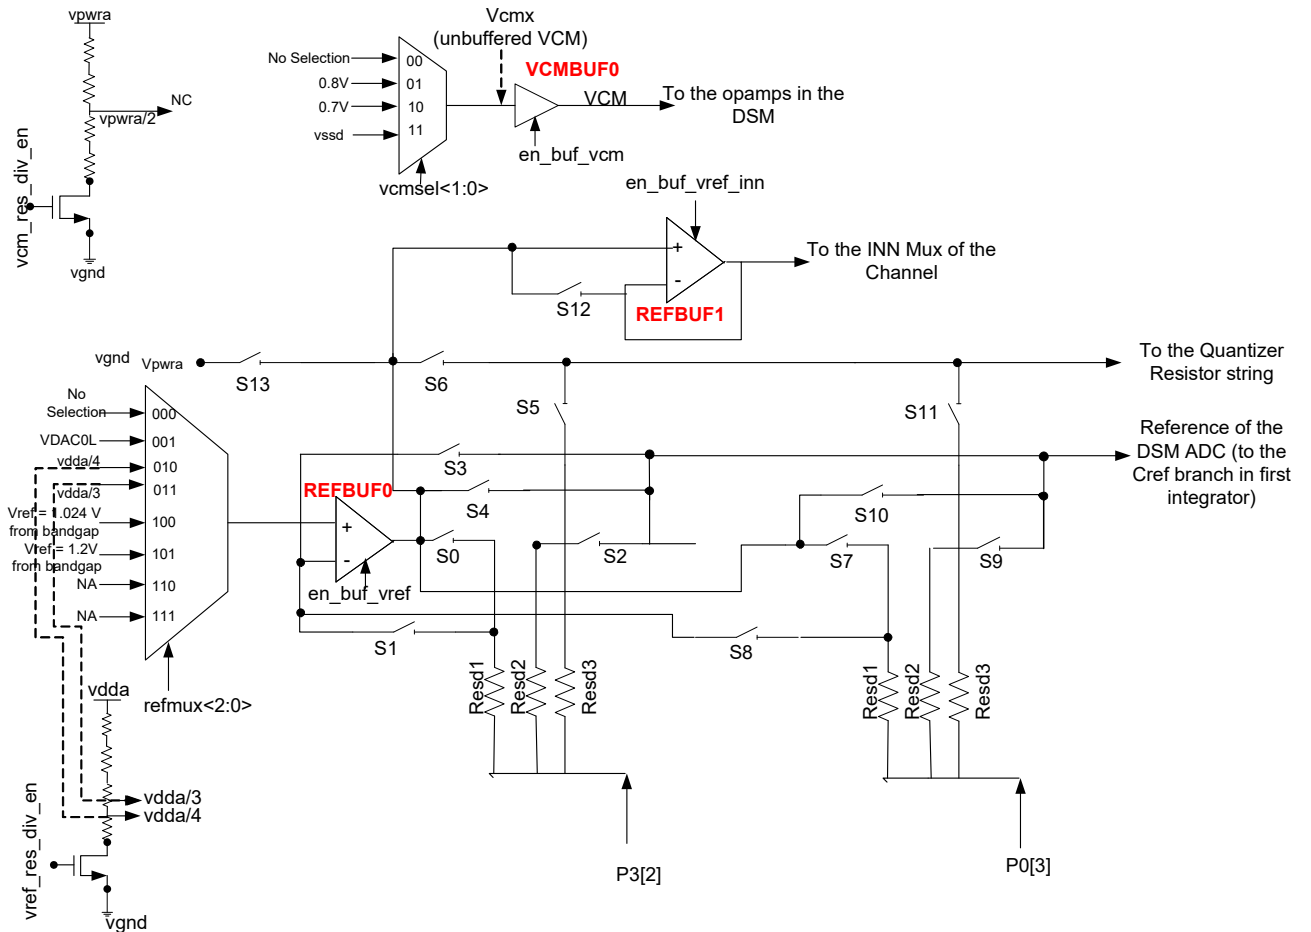 vpwra
NC
vpwra/2
vcm_res_div_en
vgnd
Vcmx
(unbuffered VCM)
No Selection
0.8V
0.7V
vssd
00
01
10
11
vcmsel<1:0>
VCMBUF0
VCM
en_buf_vcm
To the opamps in the
DSM
en_buf_vref_inn
+
-
S12
REFBUF1
To the INN Mux of the
Channel
vgnd
Vpwra
S13
S6
To the Quantizer
Resistor string
S5
S11
No
Selection
VDAC0L
vdda/4
vdda/3
Vref = 1.024 V
from bandgap
Vref = 1.2V
from bandgap
NA
NA
000
001
010
011
100
101
110
111
refmux<2:0>
REFBUF0
+
-
en_buf_vref
S3
S4
S0
S2
S1
S10
S7
S9
S8
Reference of the
DSM ADC (to the
Cref branch in first
integrator)
Resd1
Resd2
Resd3
Resd1
Resd2
Resd3
P3[2]
P0[3]
vdda
vdda/3
vdda/4
vref_res_div_en
vgnd